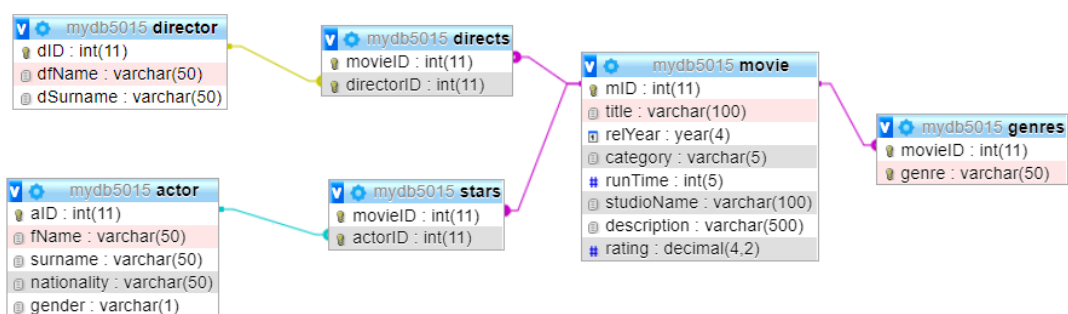 mydb5015 director
dID : int(11)
dfName : varchar(50)
dSurname : varchar(50)
mydb5015 directs
movieID : int(11)
directorID : int(11)
mydb5015 movie
mID : int(11)
title : varchar(100)
relYear : year(4)
category : varchar(5)
runTime : int(5)
studioName : varchar(100)
description : varchar(500)
rating : decimal(4,2)
mydb5015 genres
movieID : int(11)
genre : varchar(50)
mydb5015 actor
aID : int(11)
fName : varchar(50)
surname : varchar(50)
nationality : varchar(50)
gender : varchar(1)
mydb5015 stars
movieID : int(11)
actorID : int(11)